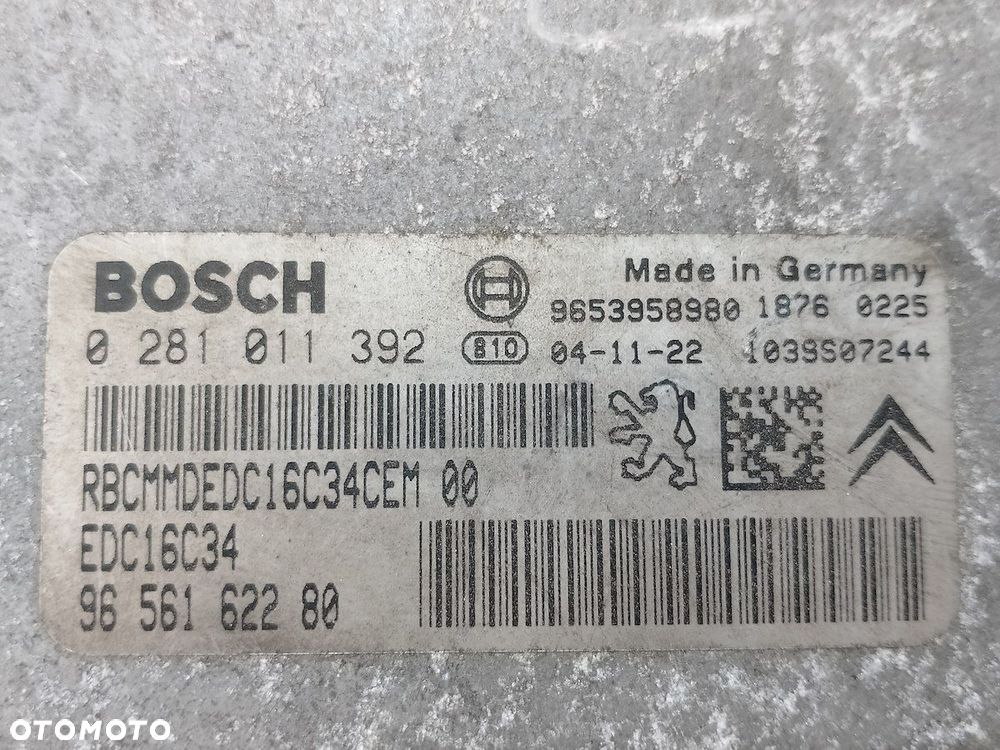 BOSCH
Made in Germany
9653958980 1876 0225
0 281 011 392 810 04-11-22 1039S07244
RBCMMDEDC16C34CEM 00
EDC16C34
96 561 622 80
OTOMOTO